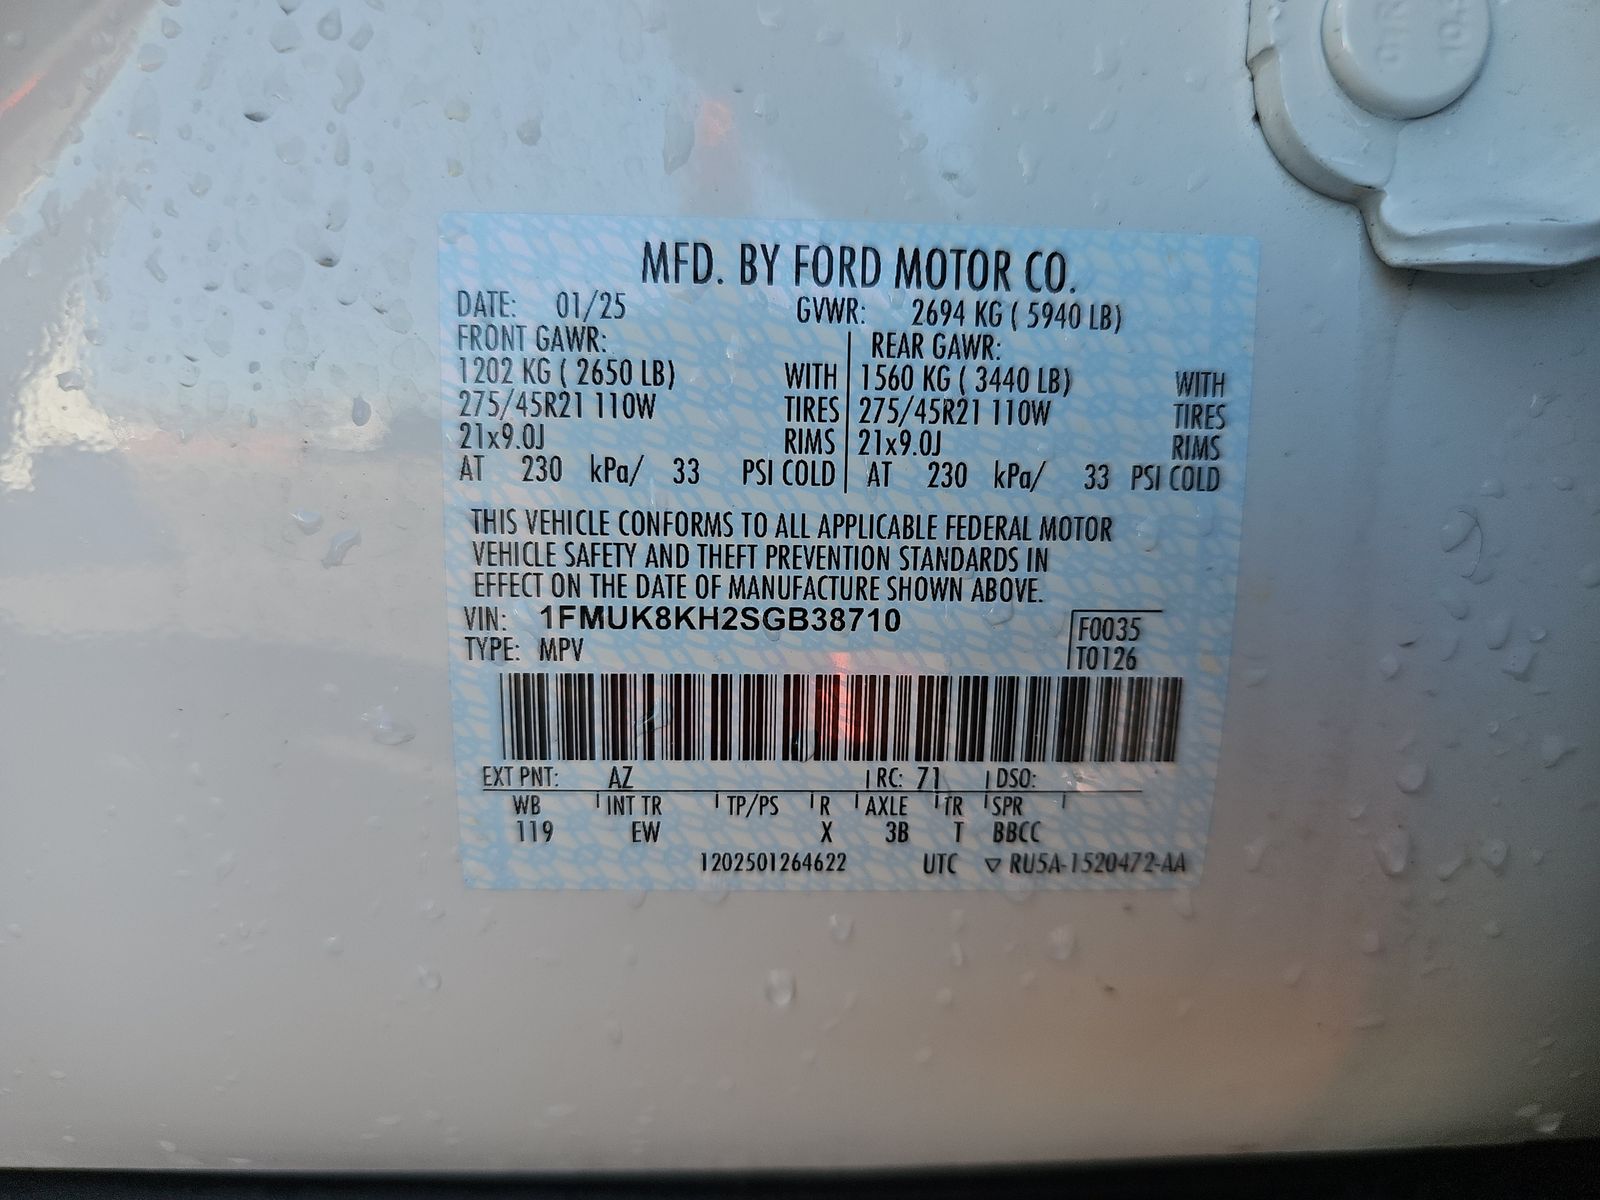 MFD. BY FORD MOTOR CO.
DATE: 01/25 GVWR: 2694 KG ( 5940 LB)
FRONT GAWR: REAR GAWR:
1202 KG ( 2650 LB) WITH 1560 KG ( 3440 LB) WITH
275/45R21 110W TIRES 275/45R21 110W TIRES
21x9.0J RIMS 21x9.0J RIMS
AT 230 kPa/ 33 PSI COLD AT 230 kPa/ 33 PSI COLD
THIS VEHICLE CONFORMS TO ALL APPLICABLE FEDERAL MOTOR
VEHICLE SAFETY AND THEFT PREVENTION STANDARDS IN
EFFECT ON THE DATE OF MANUFACTURE SHOWN ABOVE.
VIN: 1FMUK8KH2SGB38710
TYPE: MPV
F0035
T0126
EXT PNT: AZ RC: 71 DSO:
WB INT TR TP/PS R AXLE TR SPR
119 EW X 3B T BBCC
1202501264622 UTC ▽ RU5A-1520472-AA